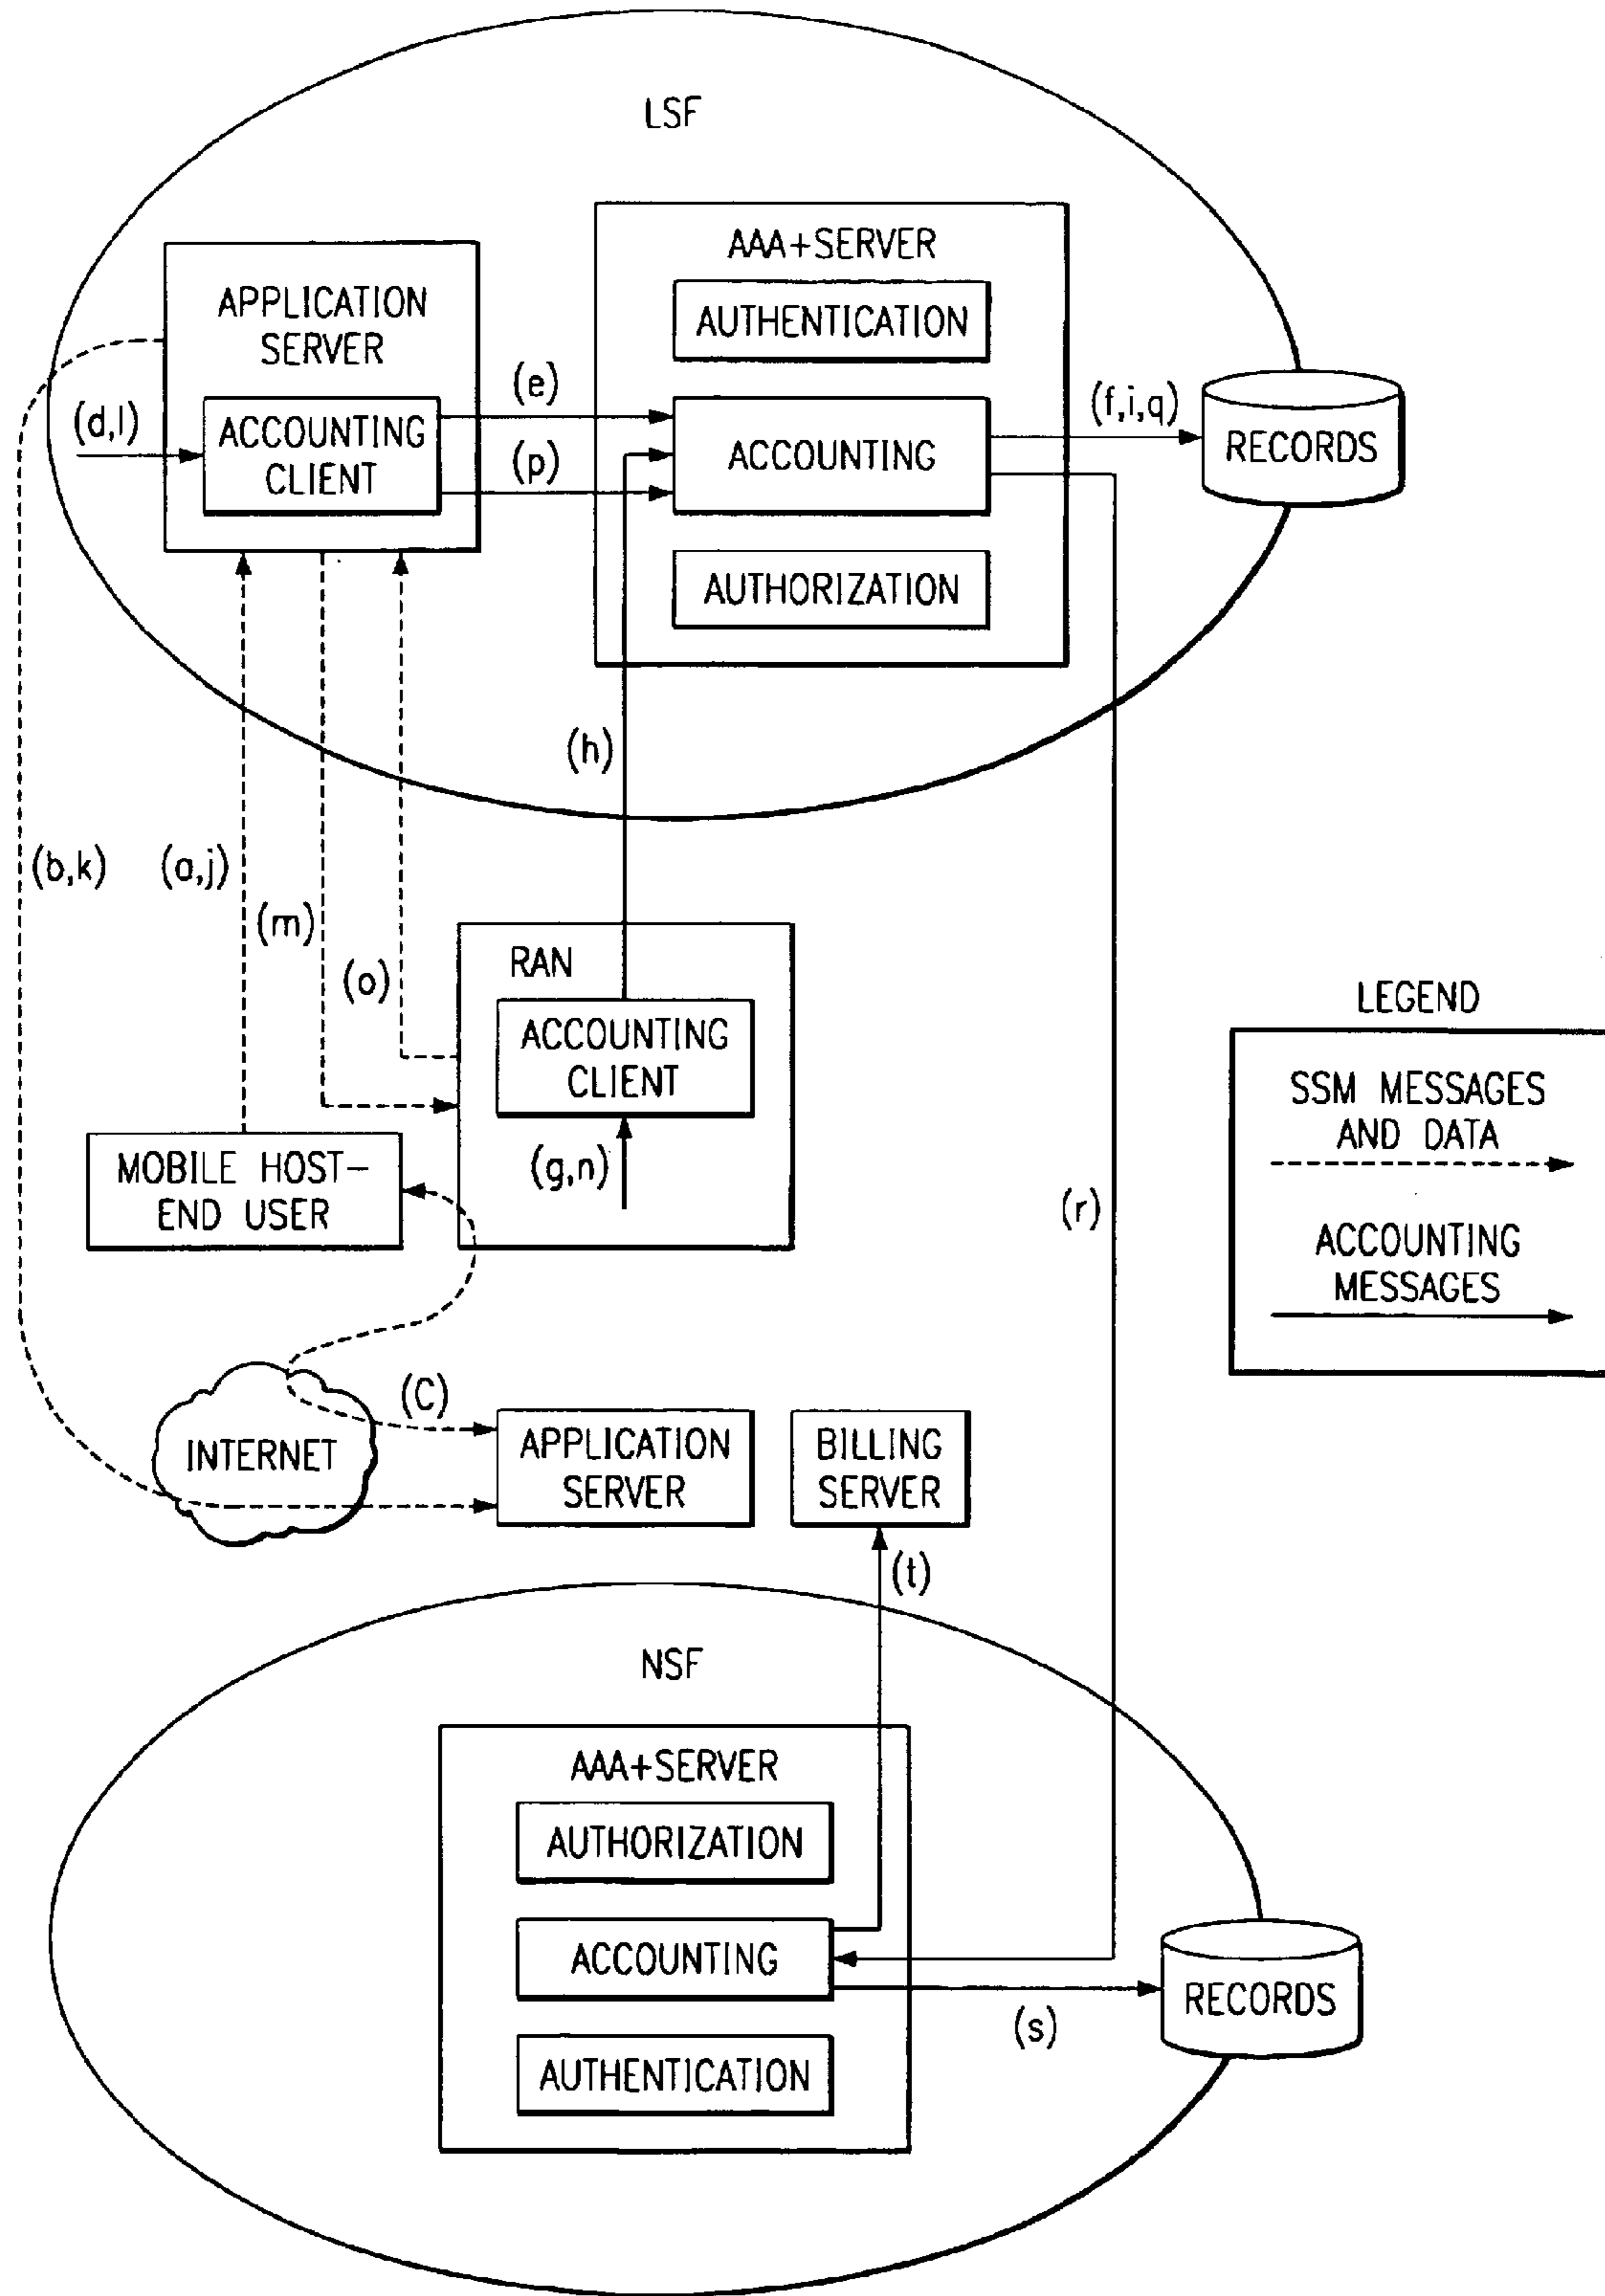 LSF
AAA+SERVER
AUTHENTICATION
APPLICATION
SERVER
(e)
(f,i,q)
(d,l)
ACCOUNTING
CLIENT
ACCOUNTING
RECORDS
(p)
AUTHORIZATION
(h)
(b,k)
(a,j)
(m)
(o)
RAN
ACCOUNTING
CLIENT
LEGEND
SSM MESSAGES
AND DATA
ACCOUNTING
MESSAGES
MOBILE HOST-
END USER
(g,n)
(r)
(C)
INTERNET
APPLICATION
SERVER
BILLING
SERVER
(t)
NSF
AAA+SERVER
AUTHORIZATION
ACCOUNTING
RECORDS
(s)
AUTHENTICATION